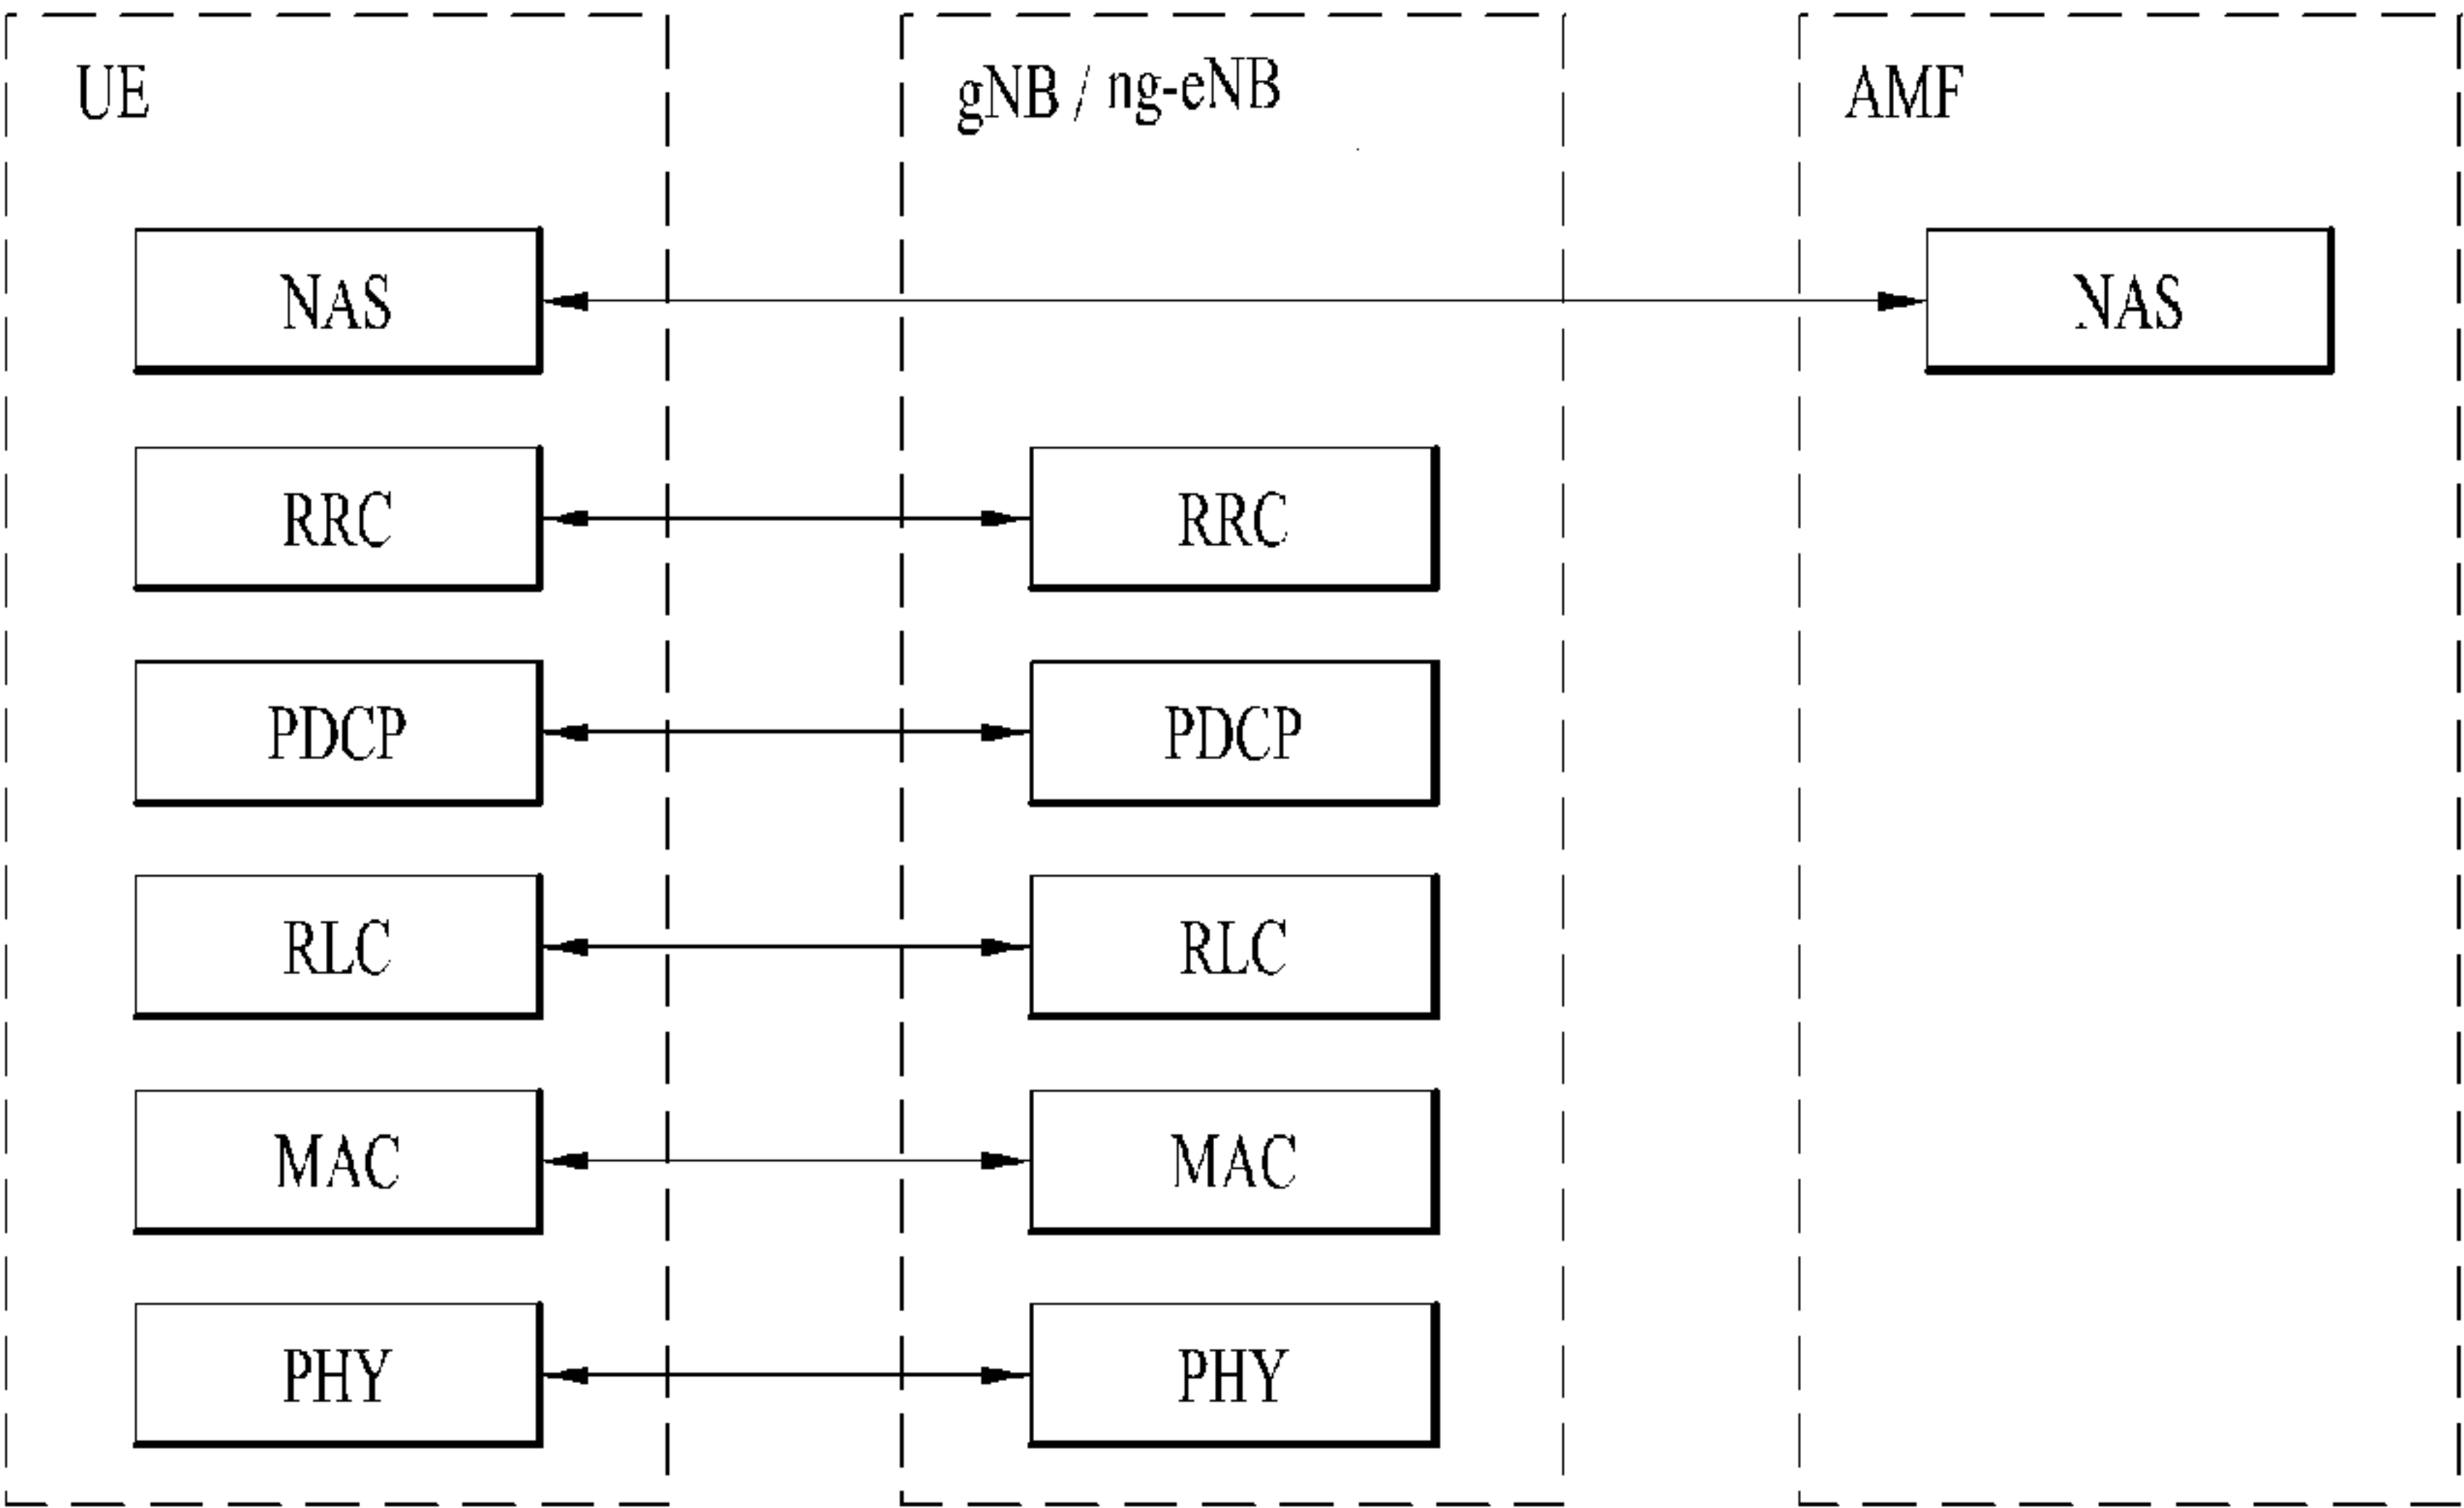 UE
gNB / ng-eNB
AMF
NAS
NAS
RRC
RRC
PDCP
PDCP
RLC
RLC
MAC
MAC
PHY
PHY